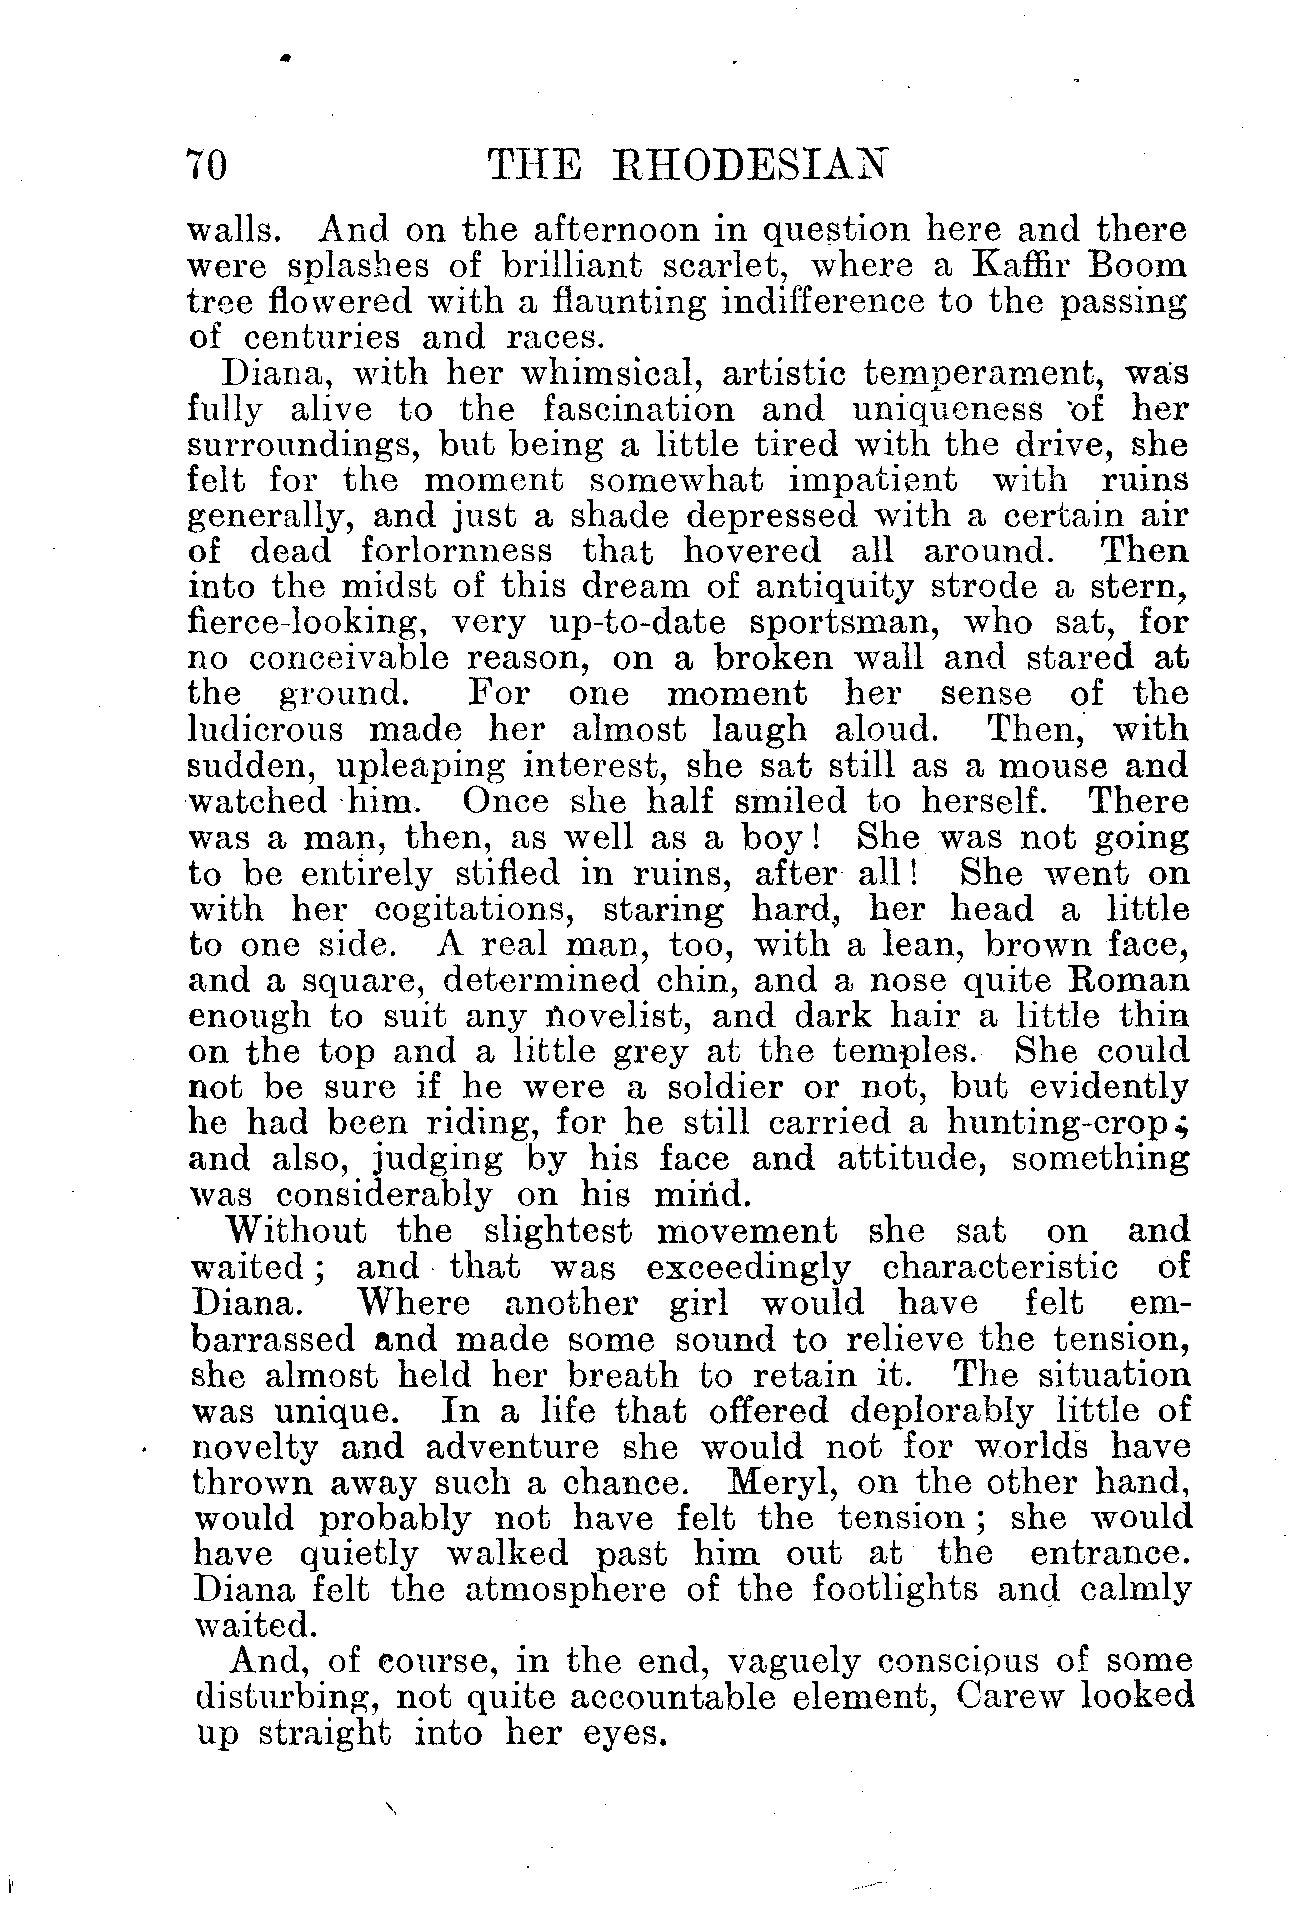 70 THE RHODESIAN
walls. And on the afternoon in question here and there
were splashes of brilliant scarlet, where a Kaffir Boom
tree flowered with a flaunting indifference to the passing
of centuries and races.
Diana, with her whimsical, artistic temperament, was
fully alive to the fascination and uniqueness of her
surroundings, but being a little tired with the drive, she
felt for the moment somewhat impatient with ruins
generally, and just a shade depressed with a certain air
of dead forlornness that hovered all around. Then
into the midst of this dream of antiquity strode a stern,
fierce-looking, very up-to-date sportsman, who sat, for
no conceivable reason, on a broken wall and stared at
the ground. For one moment her sense of the
ludicrous made her almost laugh aloud. Then, with
sudden, upleaping interest, she sat still as a mouse and
watched him. Once she half smiled to herself. There
was a man, then, as well as a boy! She was not going
to be entirely stifled in ruins, after all! She went on
with her cogitations, staring hard, her head a little
to one side. A real man, too, with a lean, brown face,
and a square, determined chin, and a nose quite Roman
enough to suit any novelist, and dark hair a little thin
on the top and a little grey at the temples. She could
not be sure if he were a soldier or not, but evidently
he had been riding, for he still carried a hunting-crop;
and also, judging by his face and attitude, something
was considerably on his mind.
Without the slightest movement she sat on and
waited; and that was exceedingly characteristic of
Diana. Where another girl would have felt em-
barrassed and made some sound to relieve the tension,
she almost held her breath to retain it. The situation
was unique. In a life that offered deplorably little of
novelty and adventure she would not for worlds have
thrown away such a chance. Meryl, on the other hand,
would probably not have felt the tension; she would
have quietly walked past him out at the entrance.
Diana felt the atmosphere of the footlights and calmly
waited.
And, of course, in the end, vaguely conscious of some
disturbing, not quite accountable element, Carew looked
up straight into her eyes.